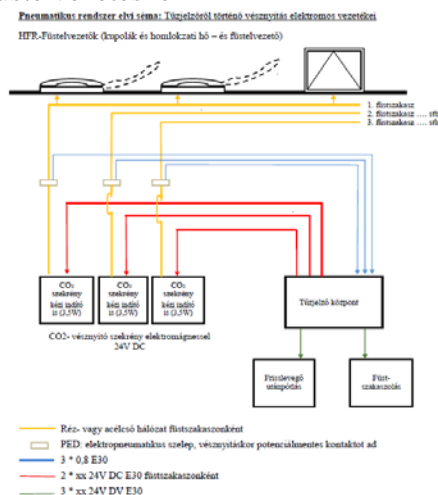 Pneumatikus rendszer elvi séma: Tűzjelzőről történő vésznyitás elektromos vezetékei
HFR-Füstelvezetők (kupolák és homlokzati hő – és füstelvezető)
1. füstszakasz
2. füstszakasz .... stb
3. füstszakasz .... stb
CO₂
szekrény
kézi indító
is (3,5W)
CO₂
szekrény
kézi indító
is (3,5W)
CO₂
szekrény
kézi indító
is (3,5W)
Tűzjelző központ
CO2- vésznyitó szekrény elektromágnessel
24V DC
Frisslevegő
utánpótlás
Füst-
szakaszolás
Réz- vagy acélcső hálózat füstszakaszonként
PED: elektropneumatikus szelep, vésznyitáskor potenciálmentes kontaktot ad
3 * 0,8 E30
2 * xx 24V DC E30 füstszakaszonként
3 * xx 24V DV E30